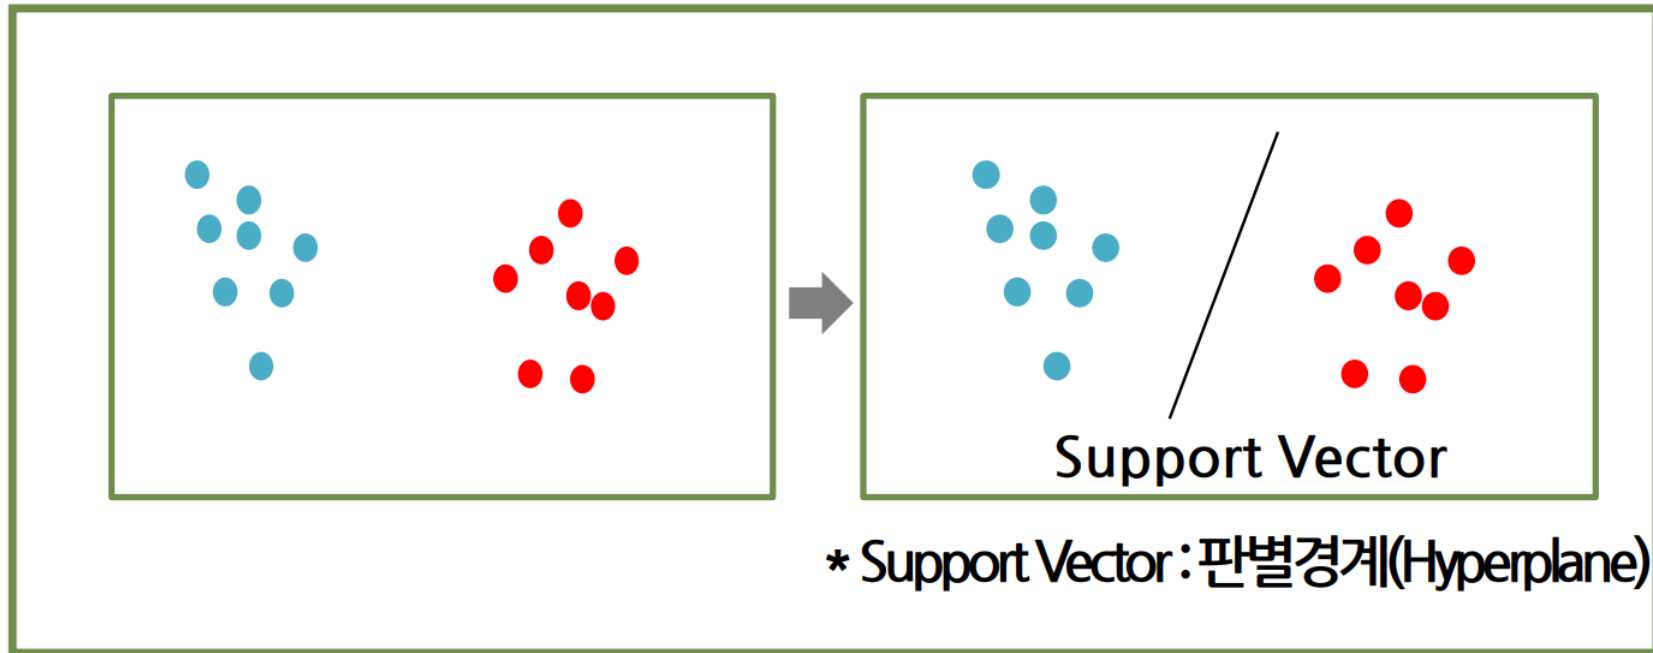 Support Vector
* Support Vector : 판별경계(Hyperplane)